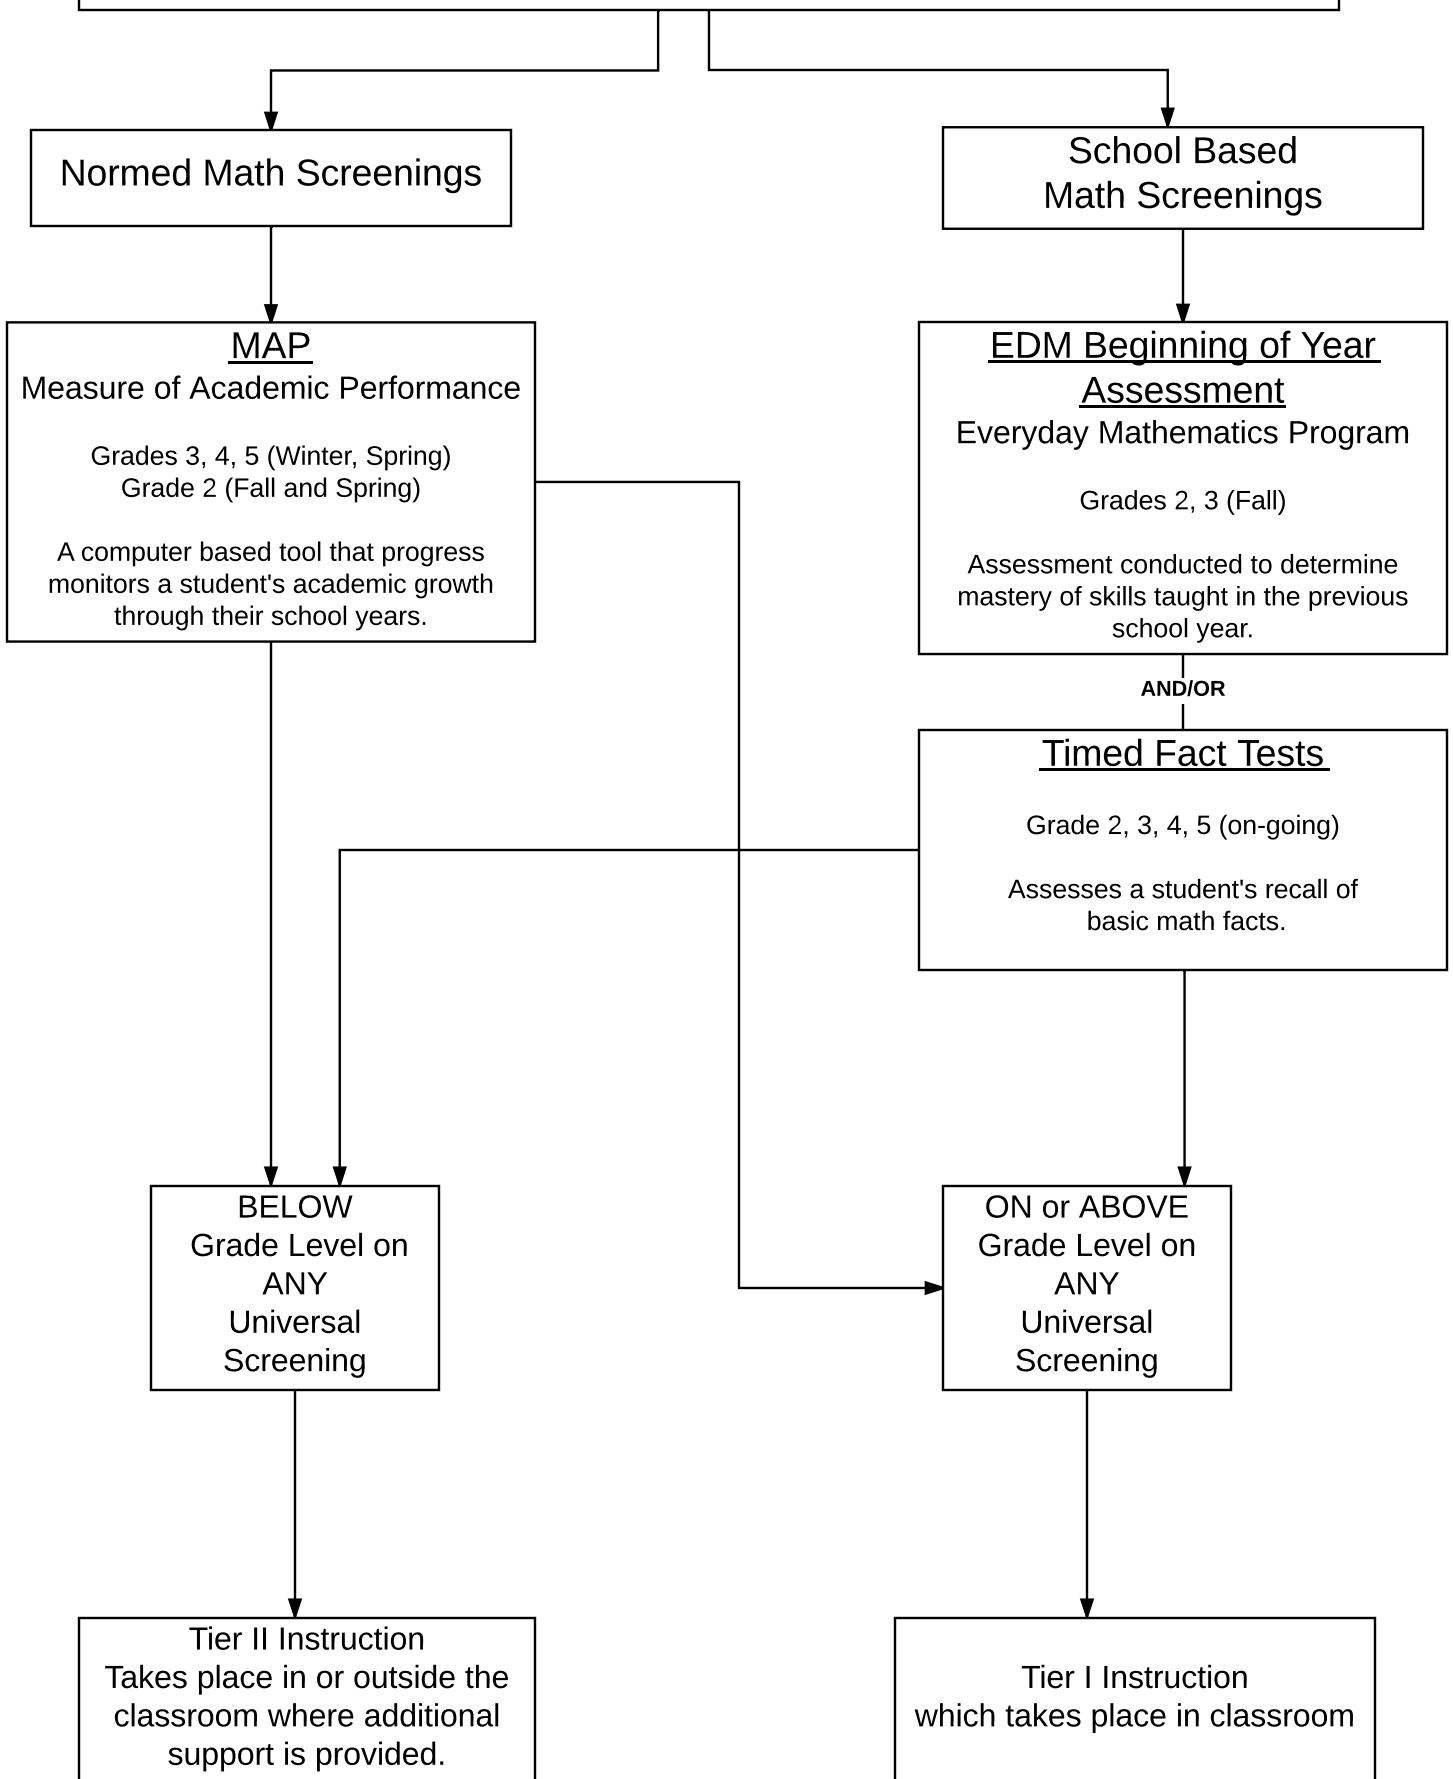 Normed Math Screenings
School Based
Math Screenings
MAP
Measure of Academic Performance
Grades 3, 4, 5 (Winter, Spring)
Grade 2 (Fall and Spring)
A computer based tool that progress
monitors a student's academic growth
through their school years.
EDM Beginning of Year
Assessment
Everyday Mathematics Program
Grades 2, 3 (Fall)
Assessment conducted to determine
mastery of skills taught in the previous
school year.
AND/OR
Timed Fact Tests
Grade 2, 3, 4, 5 (on-going)
Assesses a student's recall of
basic math facts.
BELOW
Grade Level on
ANY
Universal
Screening
ON or ABOVE
Grade Level on
ANY
Universal
Screening
Tier II Instruction
Takes place in or outside the
classroom where additional
support is provided.
Tier I Instruction
which takes place in classroom